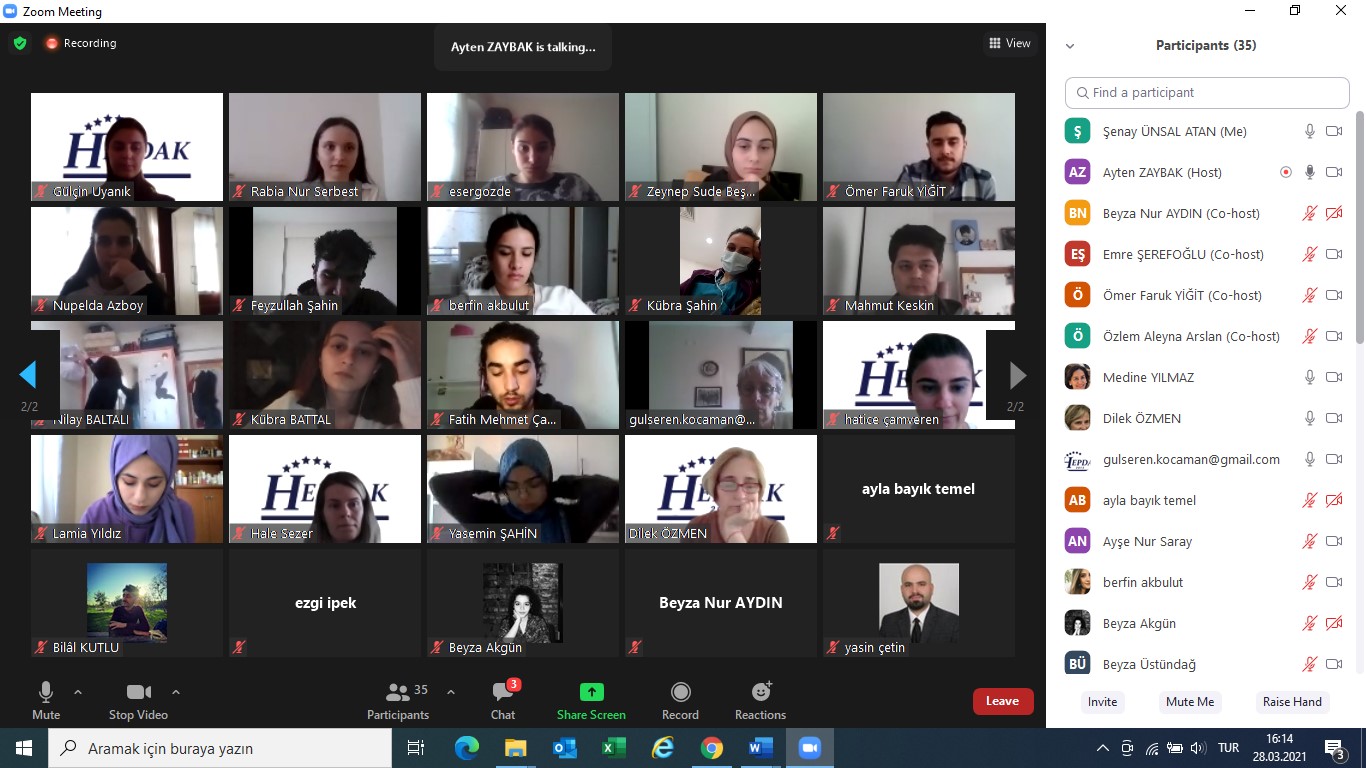 Zoom Meeting
Recording
Ayten ZAYBAK is talking...
View
Gülçin Uyanık
Rabia Nur Serbest
esergozde
Zeynep Sude Beş...
Ömer Faruk YİĞİT
Nupelda Azboy
Feyzullah Şahin
berfin akbulut
Kübra Şahin
Mahmut Keskin
2/2
Nilay BALTALI
Kübra BATTAL
Fatih Mehmet Ça...
gulseren.kocaman@...
hatice çamveren
2/2
Lamia Yıldız
Hale Sezer
Yasemin ŞAHİN
Dilek ÖZMEN
ayla bayık temel
Bilâl KUTLU
ezgi ipek
Beyza Akgün
Beyza Nur AYDIN
yasin çetin
Mute
Stop Video
35
Participants
3
Chat
Share Screen
Record
Reactions
Leave
Participants (35)
Find a participant
Ş Şenay ÜNSAL ATAN (Me)
AZ Ayten ZAYBAK (Host)
BN Beyza Nur AYDIN (Co-host)
EŞ Emre ŞEREFOĞLU (Co-host)
Ö Ömer Faruk YİĞİT (Co-host)
Ö Özlem Aleyna Arslan (Co-host)
Medine YILMAZ
Dilek ÖZMEN
gulseren.kocaman@gmail.com
AB ayla bayık temel
AN Ayşe Nur Saray
berfin akbulut
Beyza Akgün
BÜ Beyza Üstündağ
Invite
Mute Me
Raise Hand
Aramak için buraya yazın
TUR
16:14
28.03.2021
3